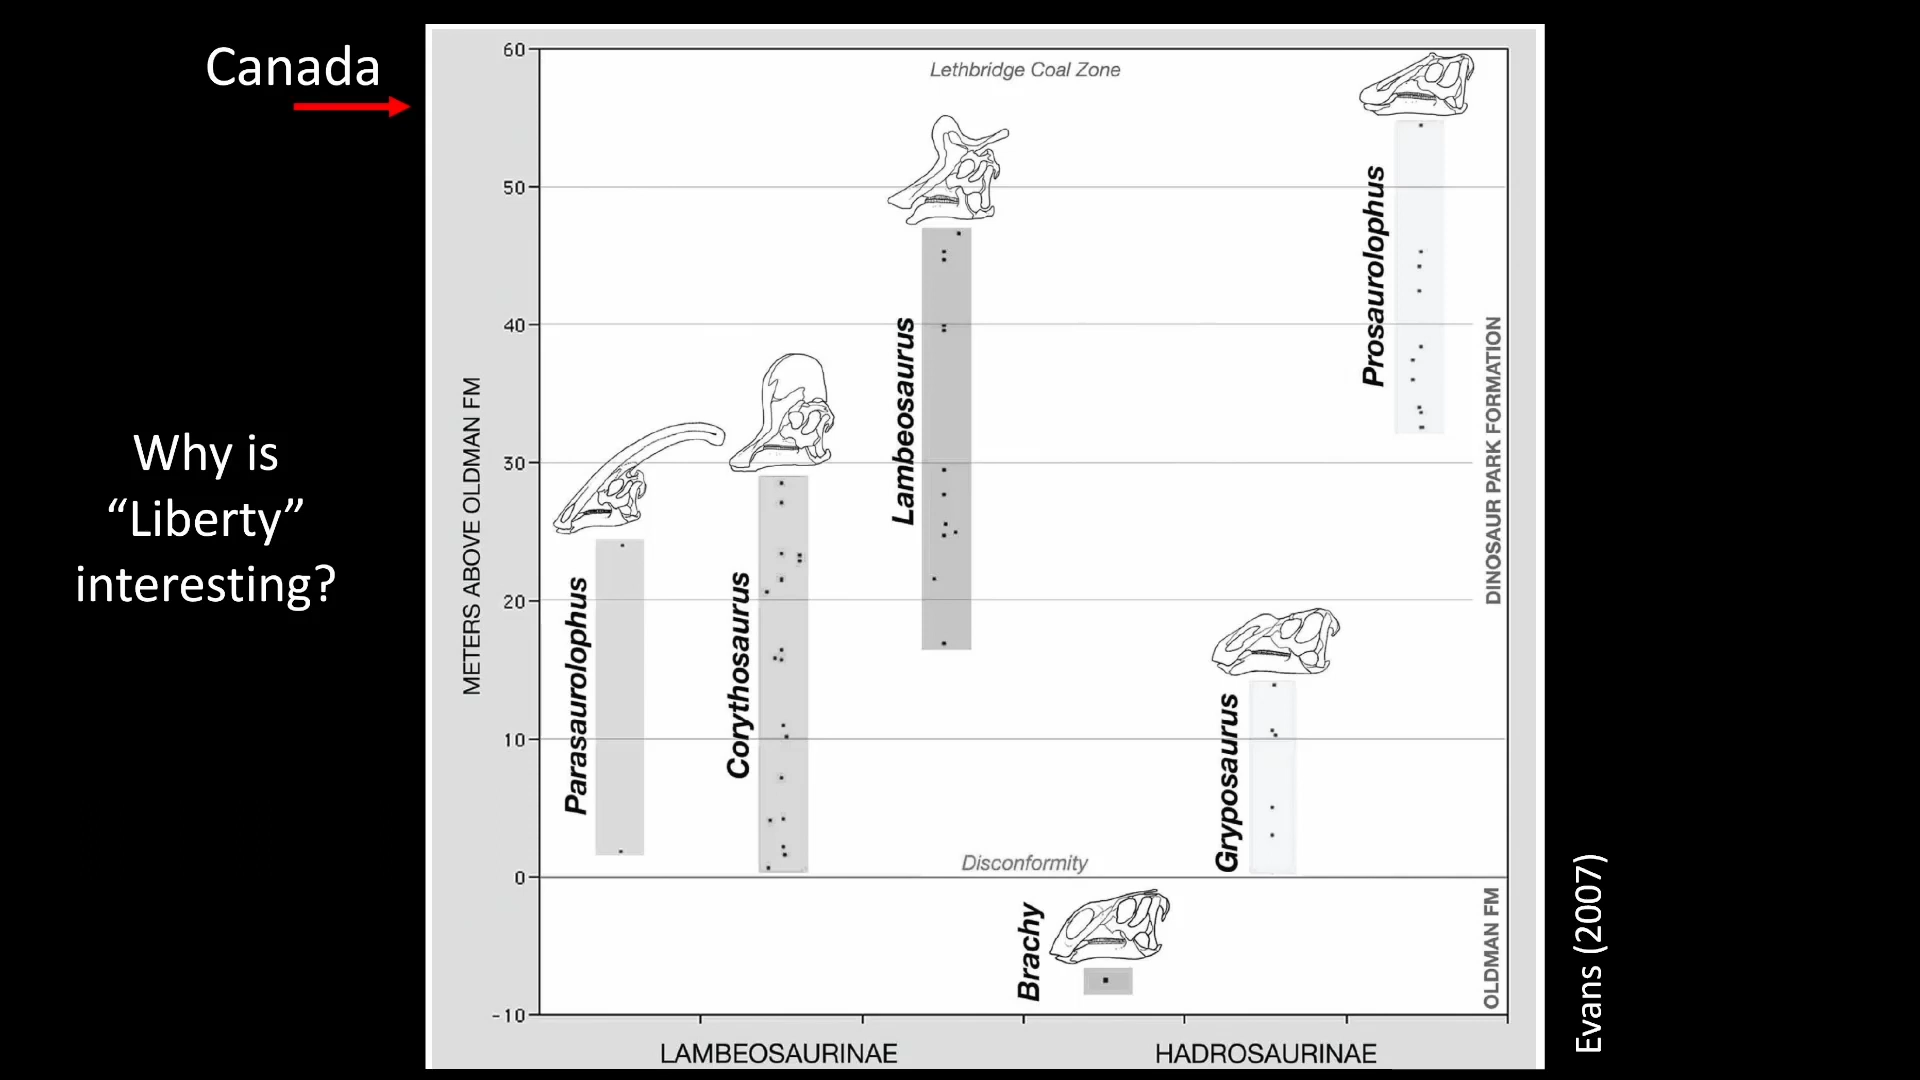 Canada
Why is
“Liberty”
interesting?
60
50
40
30
20
10
0
-10
METERS ABOVE OLDMAN FM
Lethbridge Coal Zone
Parasaurolophus
Corythosaurus
Lambeosaurus
Prosaurolophus
Gryposaurus
Brachy
Disconformity
DINOSAUR PARK FORMATION
OLDMAN FM
LAMBEOSAURINAE
HADROSAURINAE
Evans (2007)